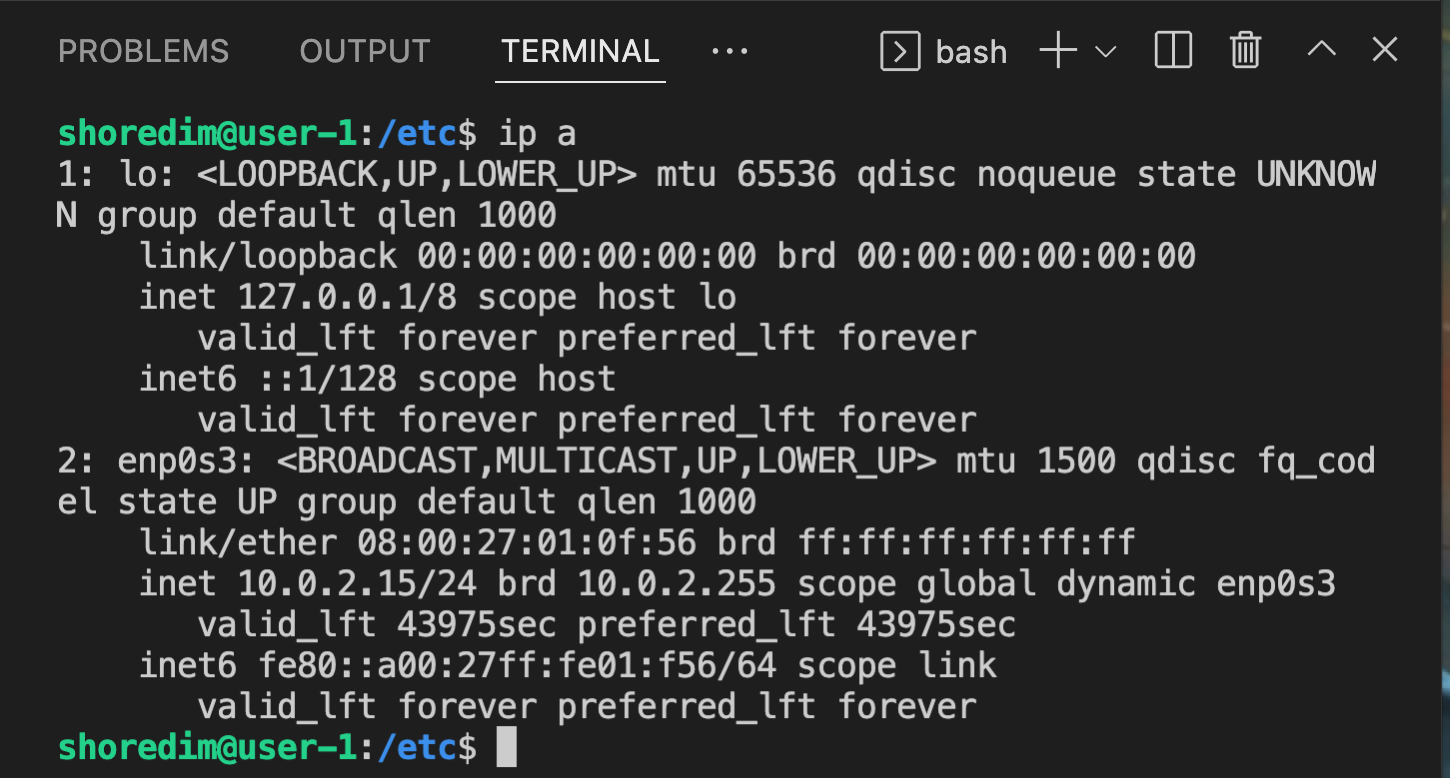 PROBLEMS OUTPUT TERMINAL ... bash
shoredim@user-1:/etc$ ip a
1: lo: <LOOPBACK,UP,LOWER_UP> mtu 65536 qdisc noqueue state UNKNOW
N group default qlen 1000
    link/loopback 00:00:00:00:00:00 brd 00:00:00:00:00:00
    inet 127.0.0.1/8 scope host lo
       valid_lft forever preferred_lft forever
    inet6 ::1/128 scope host
       valid_lft forever preferred_lft forever
2: enp0s3: <BROADCAST,MULTICAST,UP,LOWER_UP> mtu 1500 qdisc fq_cod
el state UP group default qlen 1000
    link/ether 08:00:27:01:0f:56 brd ff:ff:ff:ff:ff:ff
    inet 10.0.2.15/24 brd 10.0.2.255 scope global dynamic enp0s3
       valid_lft 43975sec preferred_lft 43975sec
    inet6 fe80::a00:27ff:fe01:f56/64 scope link
       valid_lft forever preferred_lft forever
shoredim@user-1:/etc$